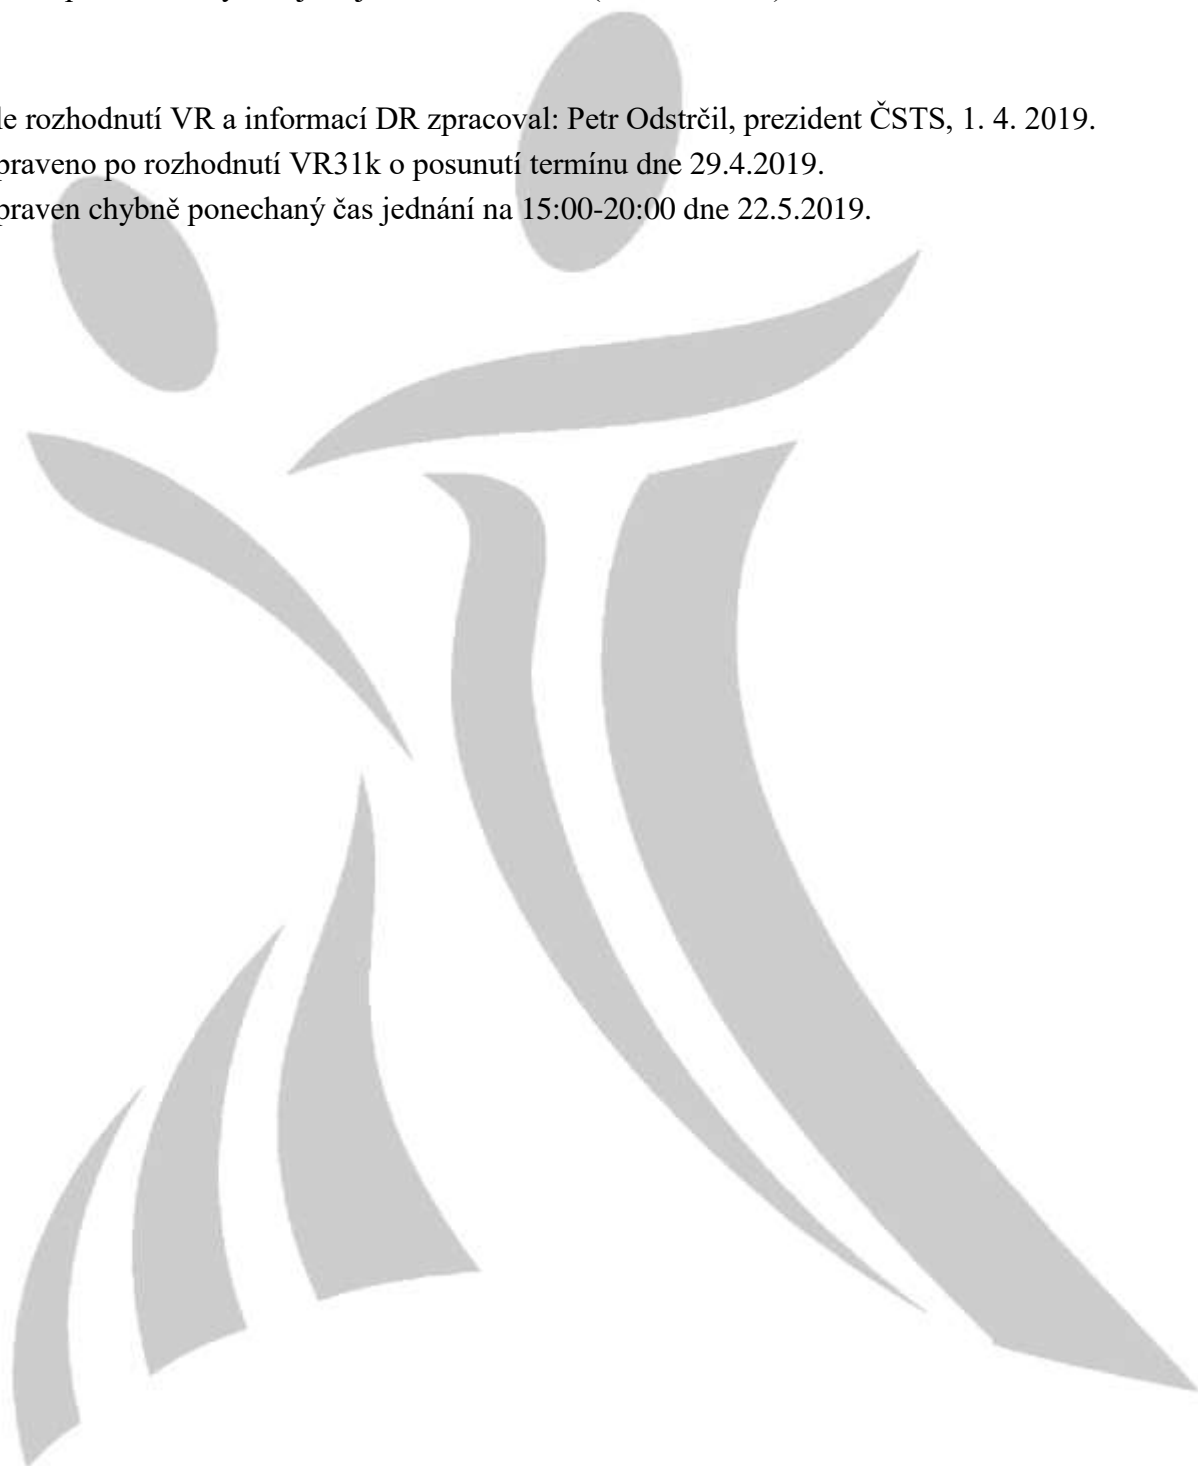 le rozhodnutí VR a informací DR zpracoval: Petr Odstrčil, prezident ČSTS, 1. 4. 2019.
praveno po rozhodnutí VR31k o posunutí termínu dne 29.4.2019.
praven chybně ponechaný čas jednání na 15:00-20:00 dne 22.5.2019.